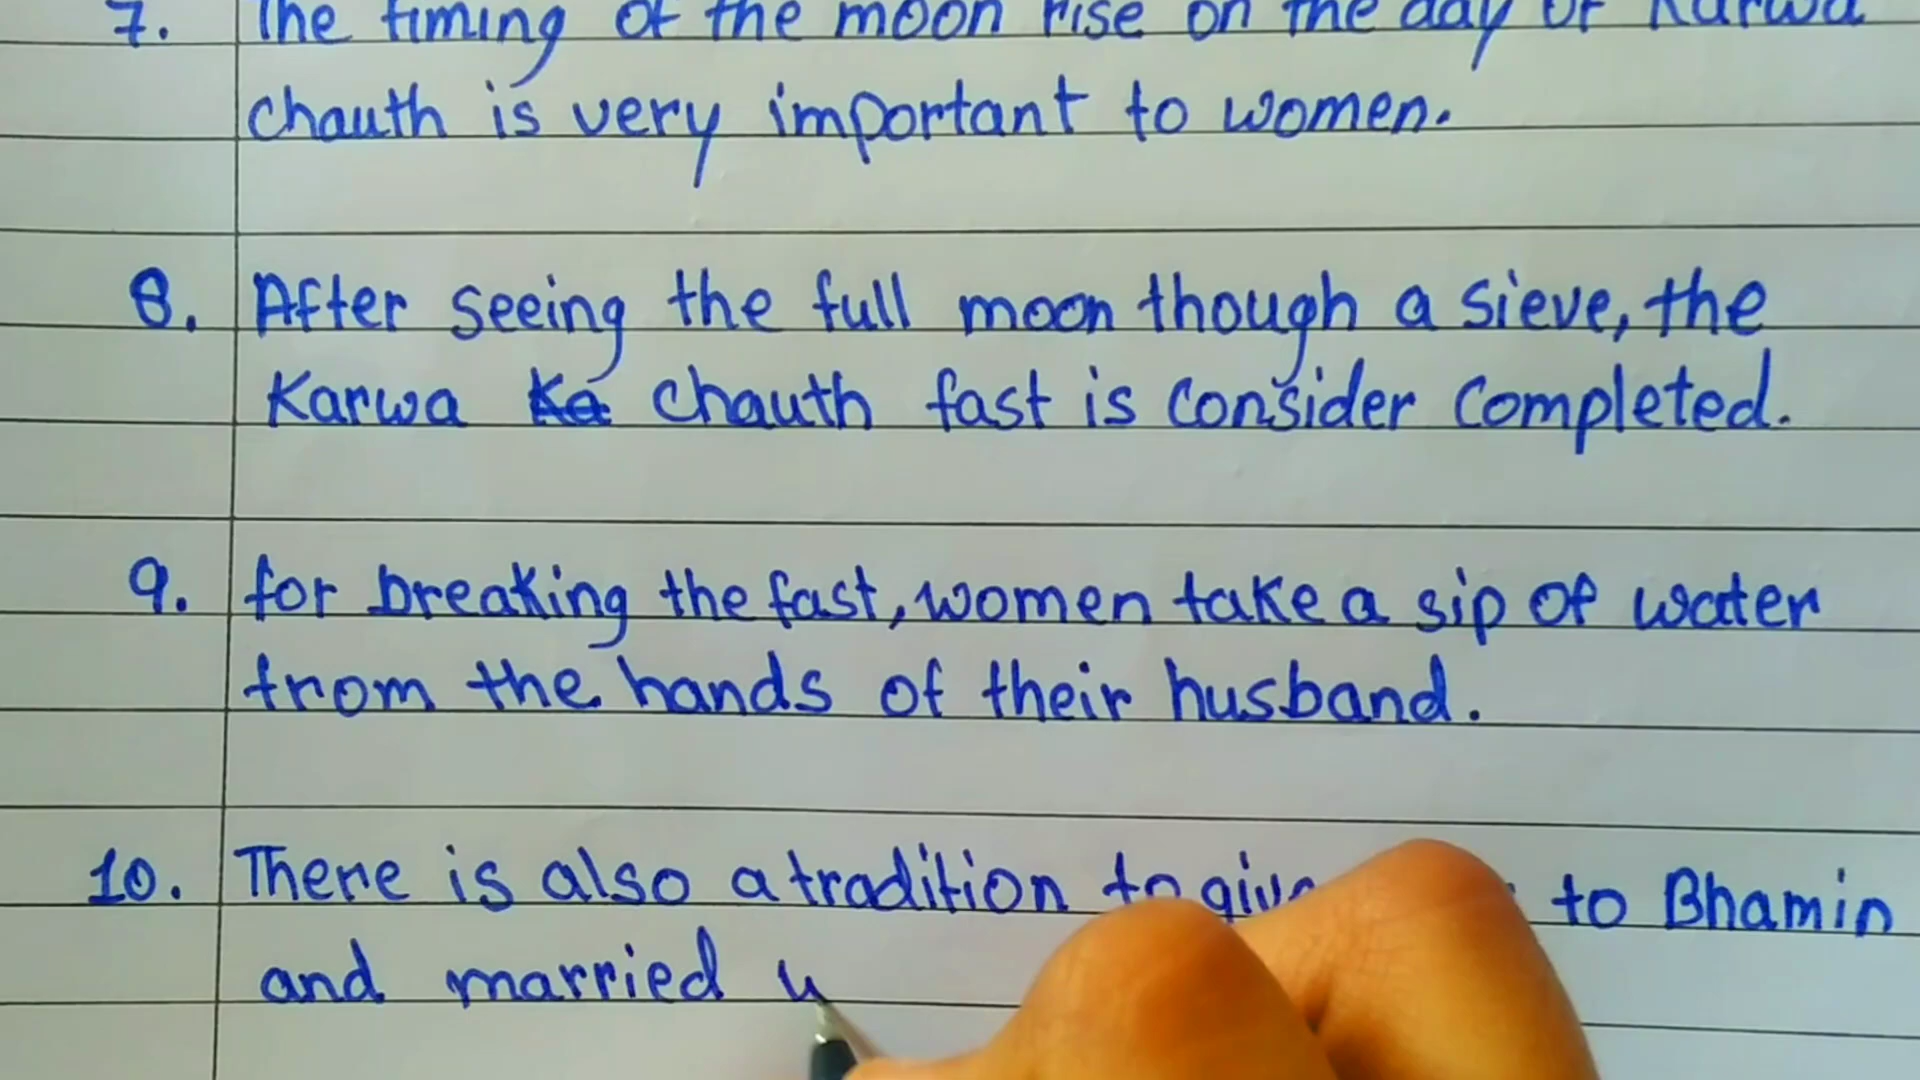 7. The timing of the moon rise on the day of Karwa
chauth is very important to women.
8. After seeing the full moon though a sieve, the
Karwa chauth fast is consider completed.
9. for breaking the fast, women take a sip of water
from the hands of their husband.
10. There is also a tradition to to Bhamin
and married